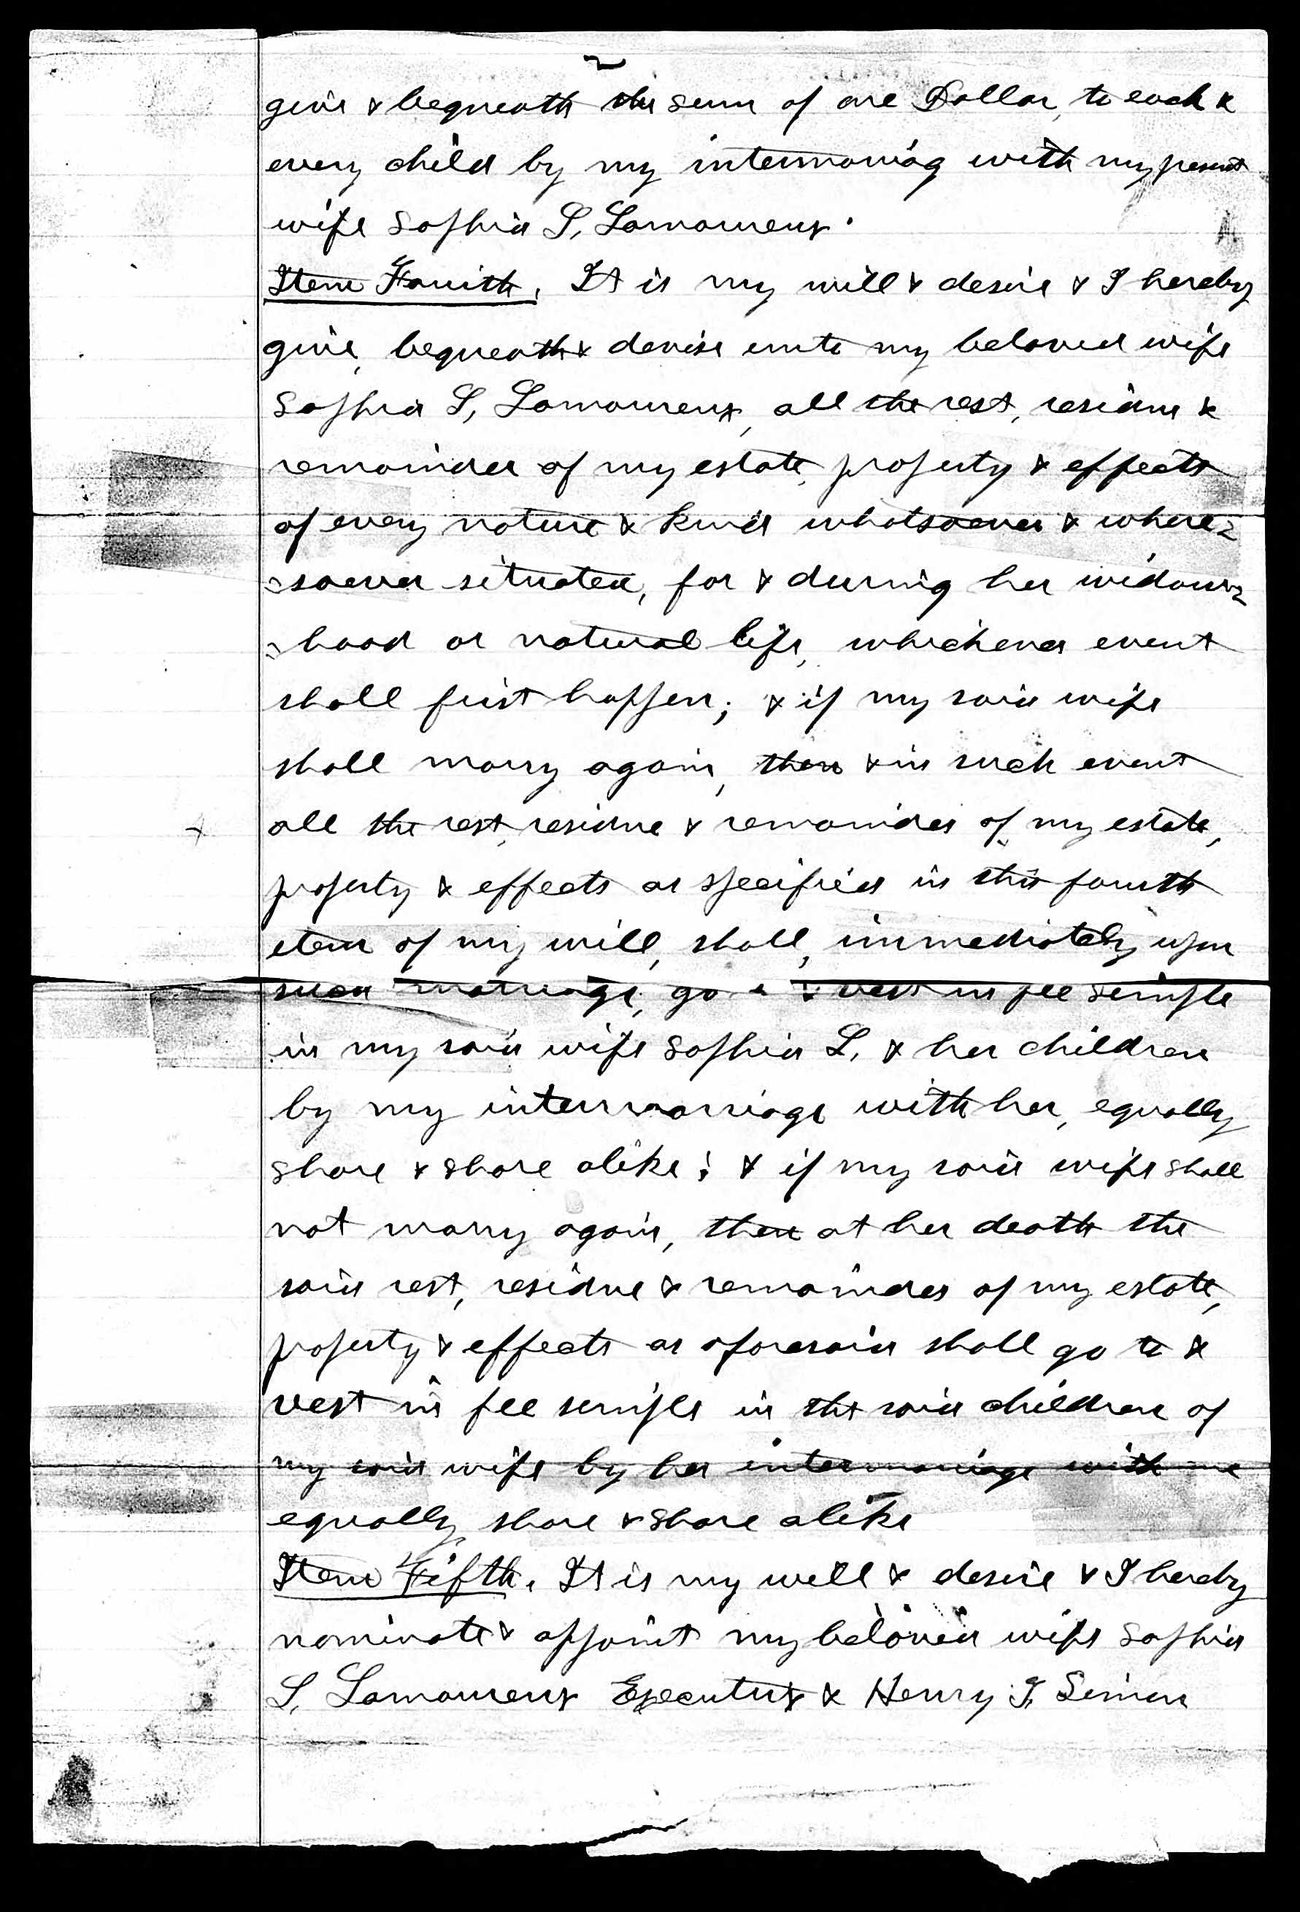 2
give & bequeath the sum of one Dollar, to each &
every child by my intermarriag with my present
wife Sophia L. Lamoureux.
Item Fourth. It is my will & desire & I hereby
give, bequeath & devise unto my beloved wife
Sophia L, Lamoureux, all the rest, residue &
remainder of my estate, property & effects
of every nature & kind whatsoever & where=
=soever situated, for & during her widow=
=hood or natural life, whichever event
shall first happen; & if my said wife
shall marry again, then & in such event
all the rest, residue & remainder of my estate,
property & effects as specified in this fourth
item of my will, shall, immediately upon
such marriage, go & vest in fee simple
in my said wife Sophia L. & her children
by my intermarriage with her, equally
share & share alike; & if my said wife shall
not marry again, then at her death the
said rest, residue & remainder of my estate,
property & effects as aforesaid shall go to &
vest in fee simple in the said children of
my said wife by her intermarriage with me
equally share & share alike
Item Fifth. It is my will & desire & I hereby
nominate & appoint my beloved wife Sophia
L, Lamoureux Executrix & Henry